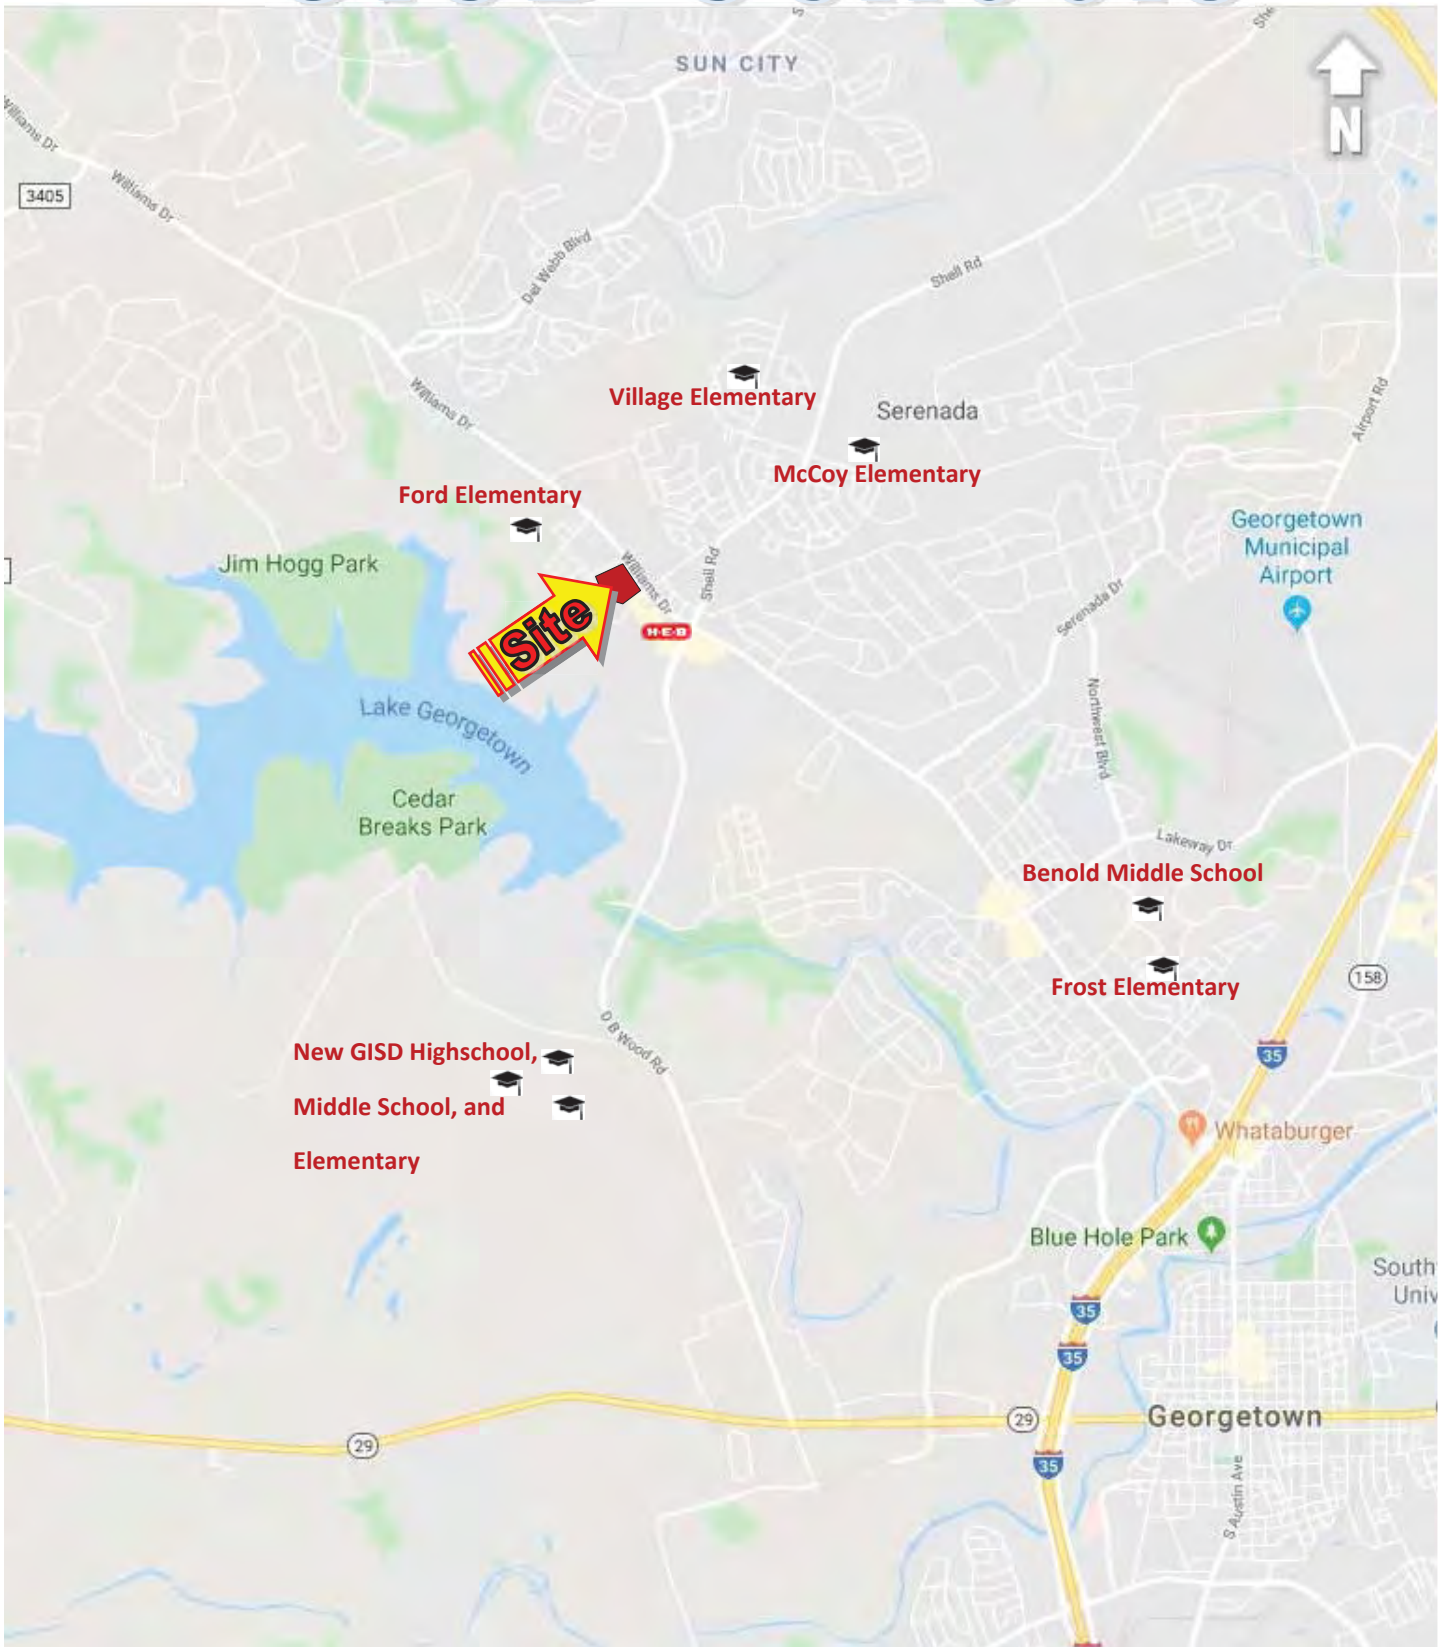 SUN CITY
N
Williams Dr
3405
Williams Dr
Del Webb Blvd
Shell Rd
Village Elementary
Williams Dr
Serenada
Airport Rd
McCoy Elementary
Ford Elementary
Georgetown
Municipal
Airport
Jim Hogg Park
Williams Dr
Shell Rd
Site
H-E-B
Serenada Dr
Lake Georgetown
Northwest Blvd
Cedar
Breaks Park
Lakeway Dr
Benold Middle School
Frost Elementary
158
D B Wood Rd
New GISD Highschool,
Middle School, and
Elementary
35
Whataburger
Blue Hole Park
South
Univ
35
35
29
Georgetown
29
35
S Austin Ave